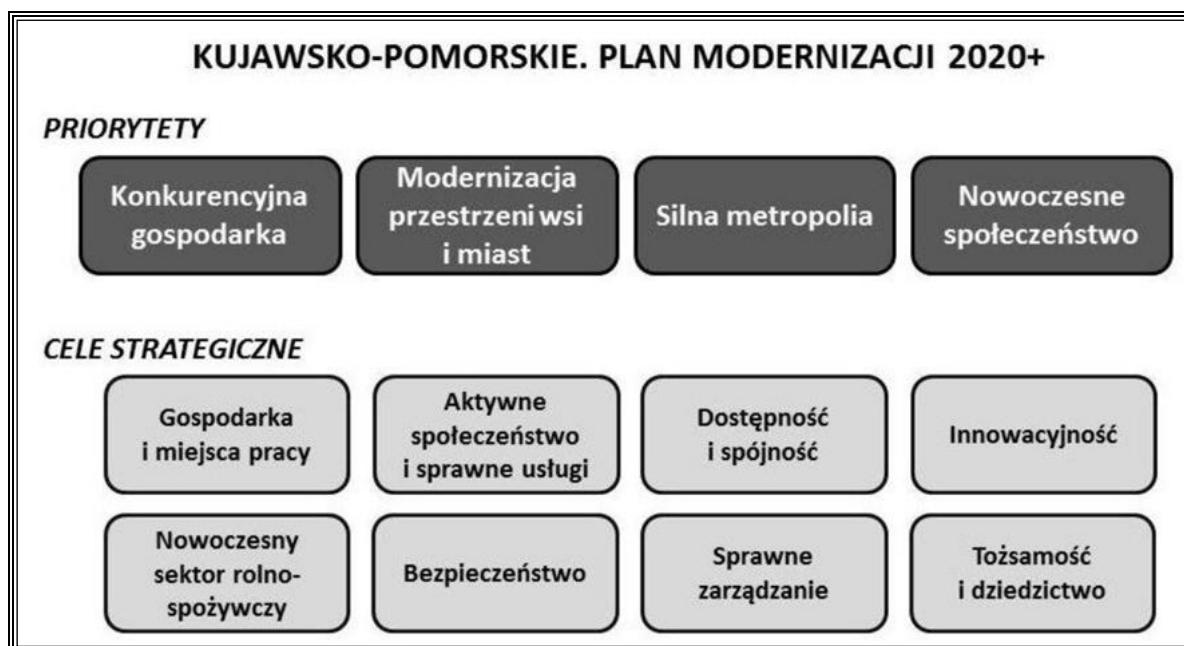 KUJAWSKO-POMORSKIE. PLAN MODERNIZACJI 2020+
PRIORYTETY
Konkurencyjna
gospodarka
Modernizacja
przestrzeni wsi
i miast
Silna metropolia
Nowoczesne
społeczeństwo
CELE STRATEGICZNE
Gospodarka
i miejsca pracy
Aktywne
społeczeństwo
i sprawne usługi
Dostępność
i spójność
Innowacyjność
Nowoczesny
sektor rolno-
spożywczy
Bezpieczeństwo
Sprawne
zarządzanie
Tożsamość
i dziedzictwo